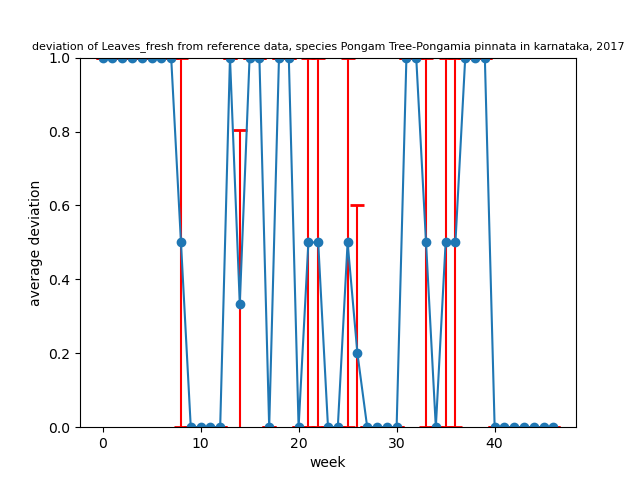 deviation of Leaves_fresh from reference data, species Pongam Tree-Pongamia pinnata in karnataka, 2017
1.0
0.8
0.6
0.4
0.2
0.0
average deviation
0 10 20 30 40
week